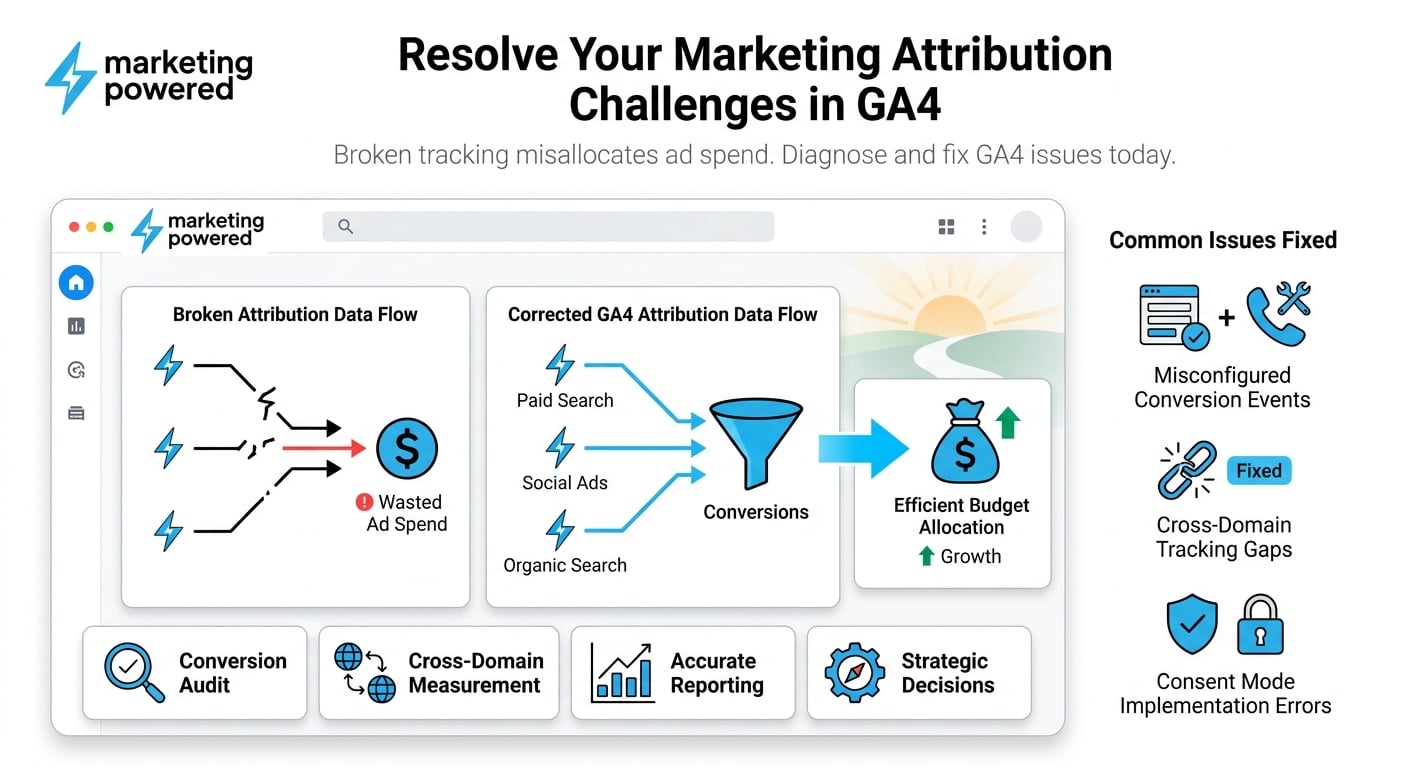 marketing
powered
Resolve Your Marketing Attribution
Challenges in GA4
Broken tracking misallocates ad spend. Diagnose and fix GA4 issues today.
marketing
powered
Broken Attribution Data Flow
$
Wasted
Ad Spend
Corrected GA4 Attribution Data Flow
Paid Search
Social Ads
Organic Search
Conversions
$
Efficient Budget
Allocation
Growth
Conversion
Audit
Cross-Domain
Measurement
Accurate
Reporting
Strategic
Decisions
Common Issues Fixed
+
Misconfigured
Conversion Events
Fixed
Cross-Domain
Tracking Gaps
Consent Mode
Implementation Errors